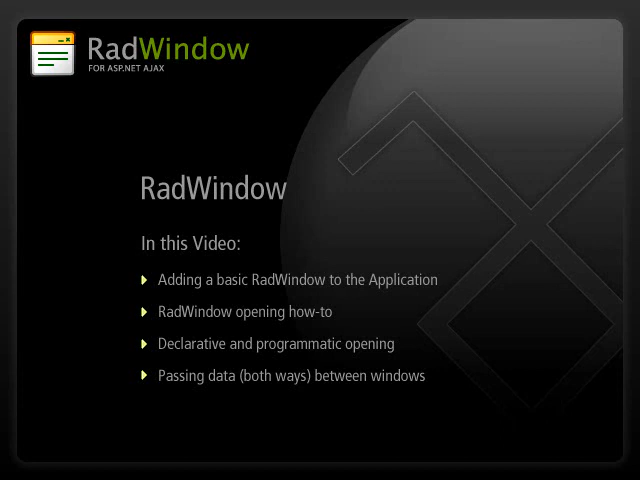 RadWindow
FOR ASP.NET AJAX
RadWindow
In this Video:
Adding a basic RadWindow to the Application
RadWindow opening how-to
Declarative and programmatic opening
Passing data (both ways) between windows